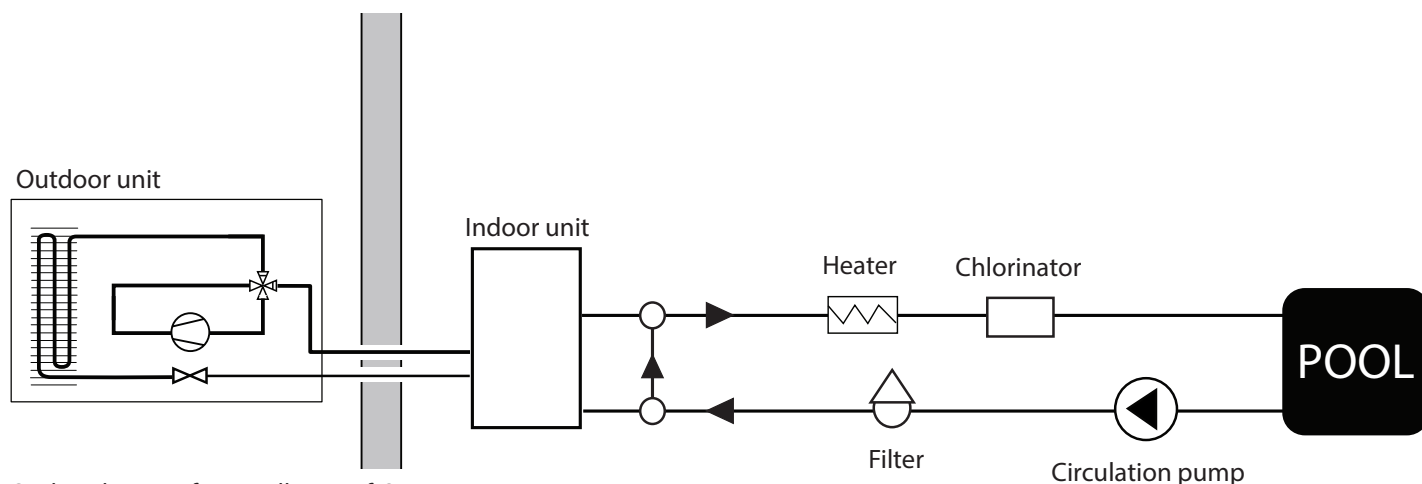 Outdoor unit
Indoor unit
Heater
Chlorinator
POOL
Filter
Circulation pump